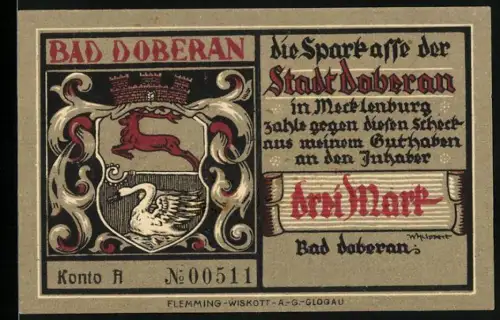 BAD DOBERAN
Konto A
№ 00511
die Sparkasse der
Stadt doberan
in Mecklenburg
zahle gegen diesen Scheck
aus meinem Guthaben
an den Inhaber
drei Mark
Bad doberan.
FLEMMING-WISKOTT-A.-G.-GLOGAU